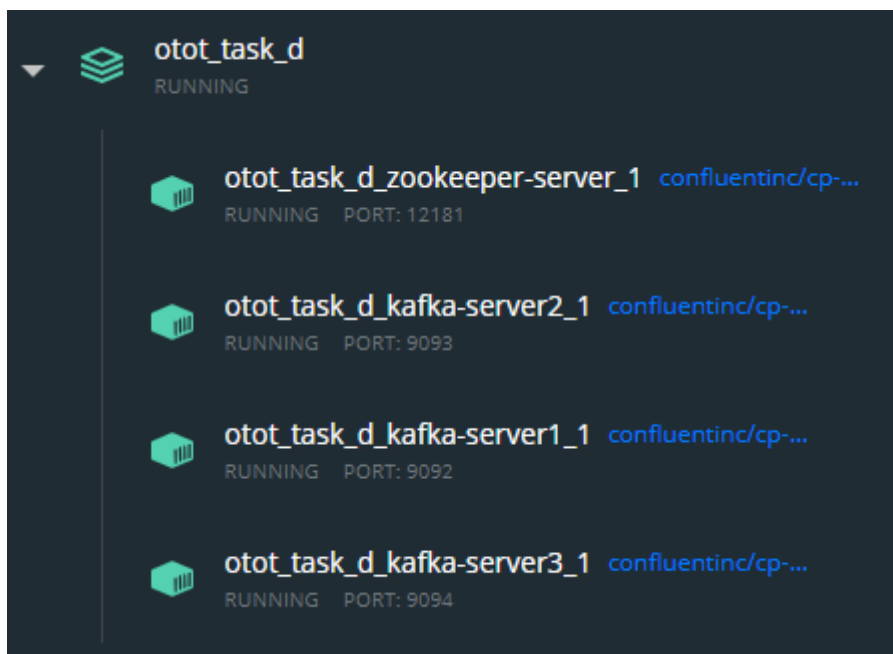 otot_task_d
RUNNING
otot_task_d_zookeeper-server_1 confluentinc/cp-...
RUNNING PORT: 12181
otot_task_d_kafka-server2_1 confluentinc/cp-...
RUNNING PORT: 9093
otot_task_d_kafka-server1_1 confluentinc/cp-...
RUNNING PORT: 9092
otot_task_d_kafka-server3_1 confluentinc/cp-...
RUNNING PORT: 9094